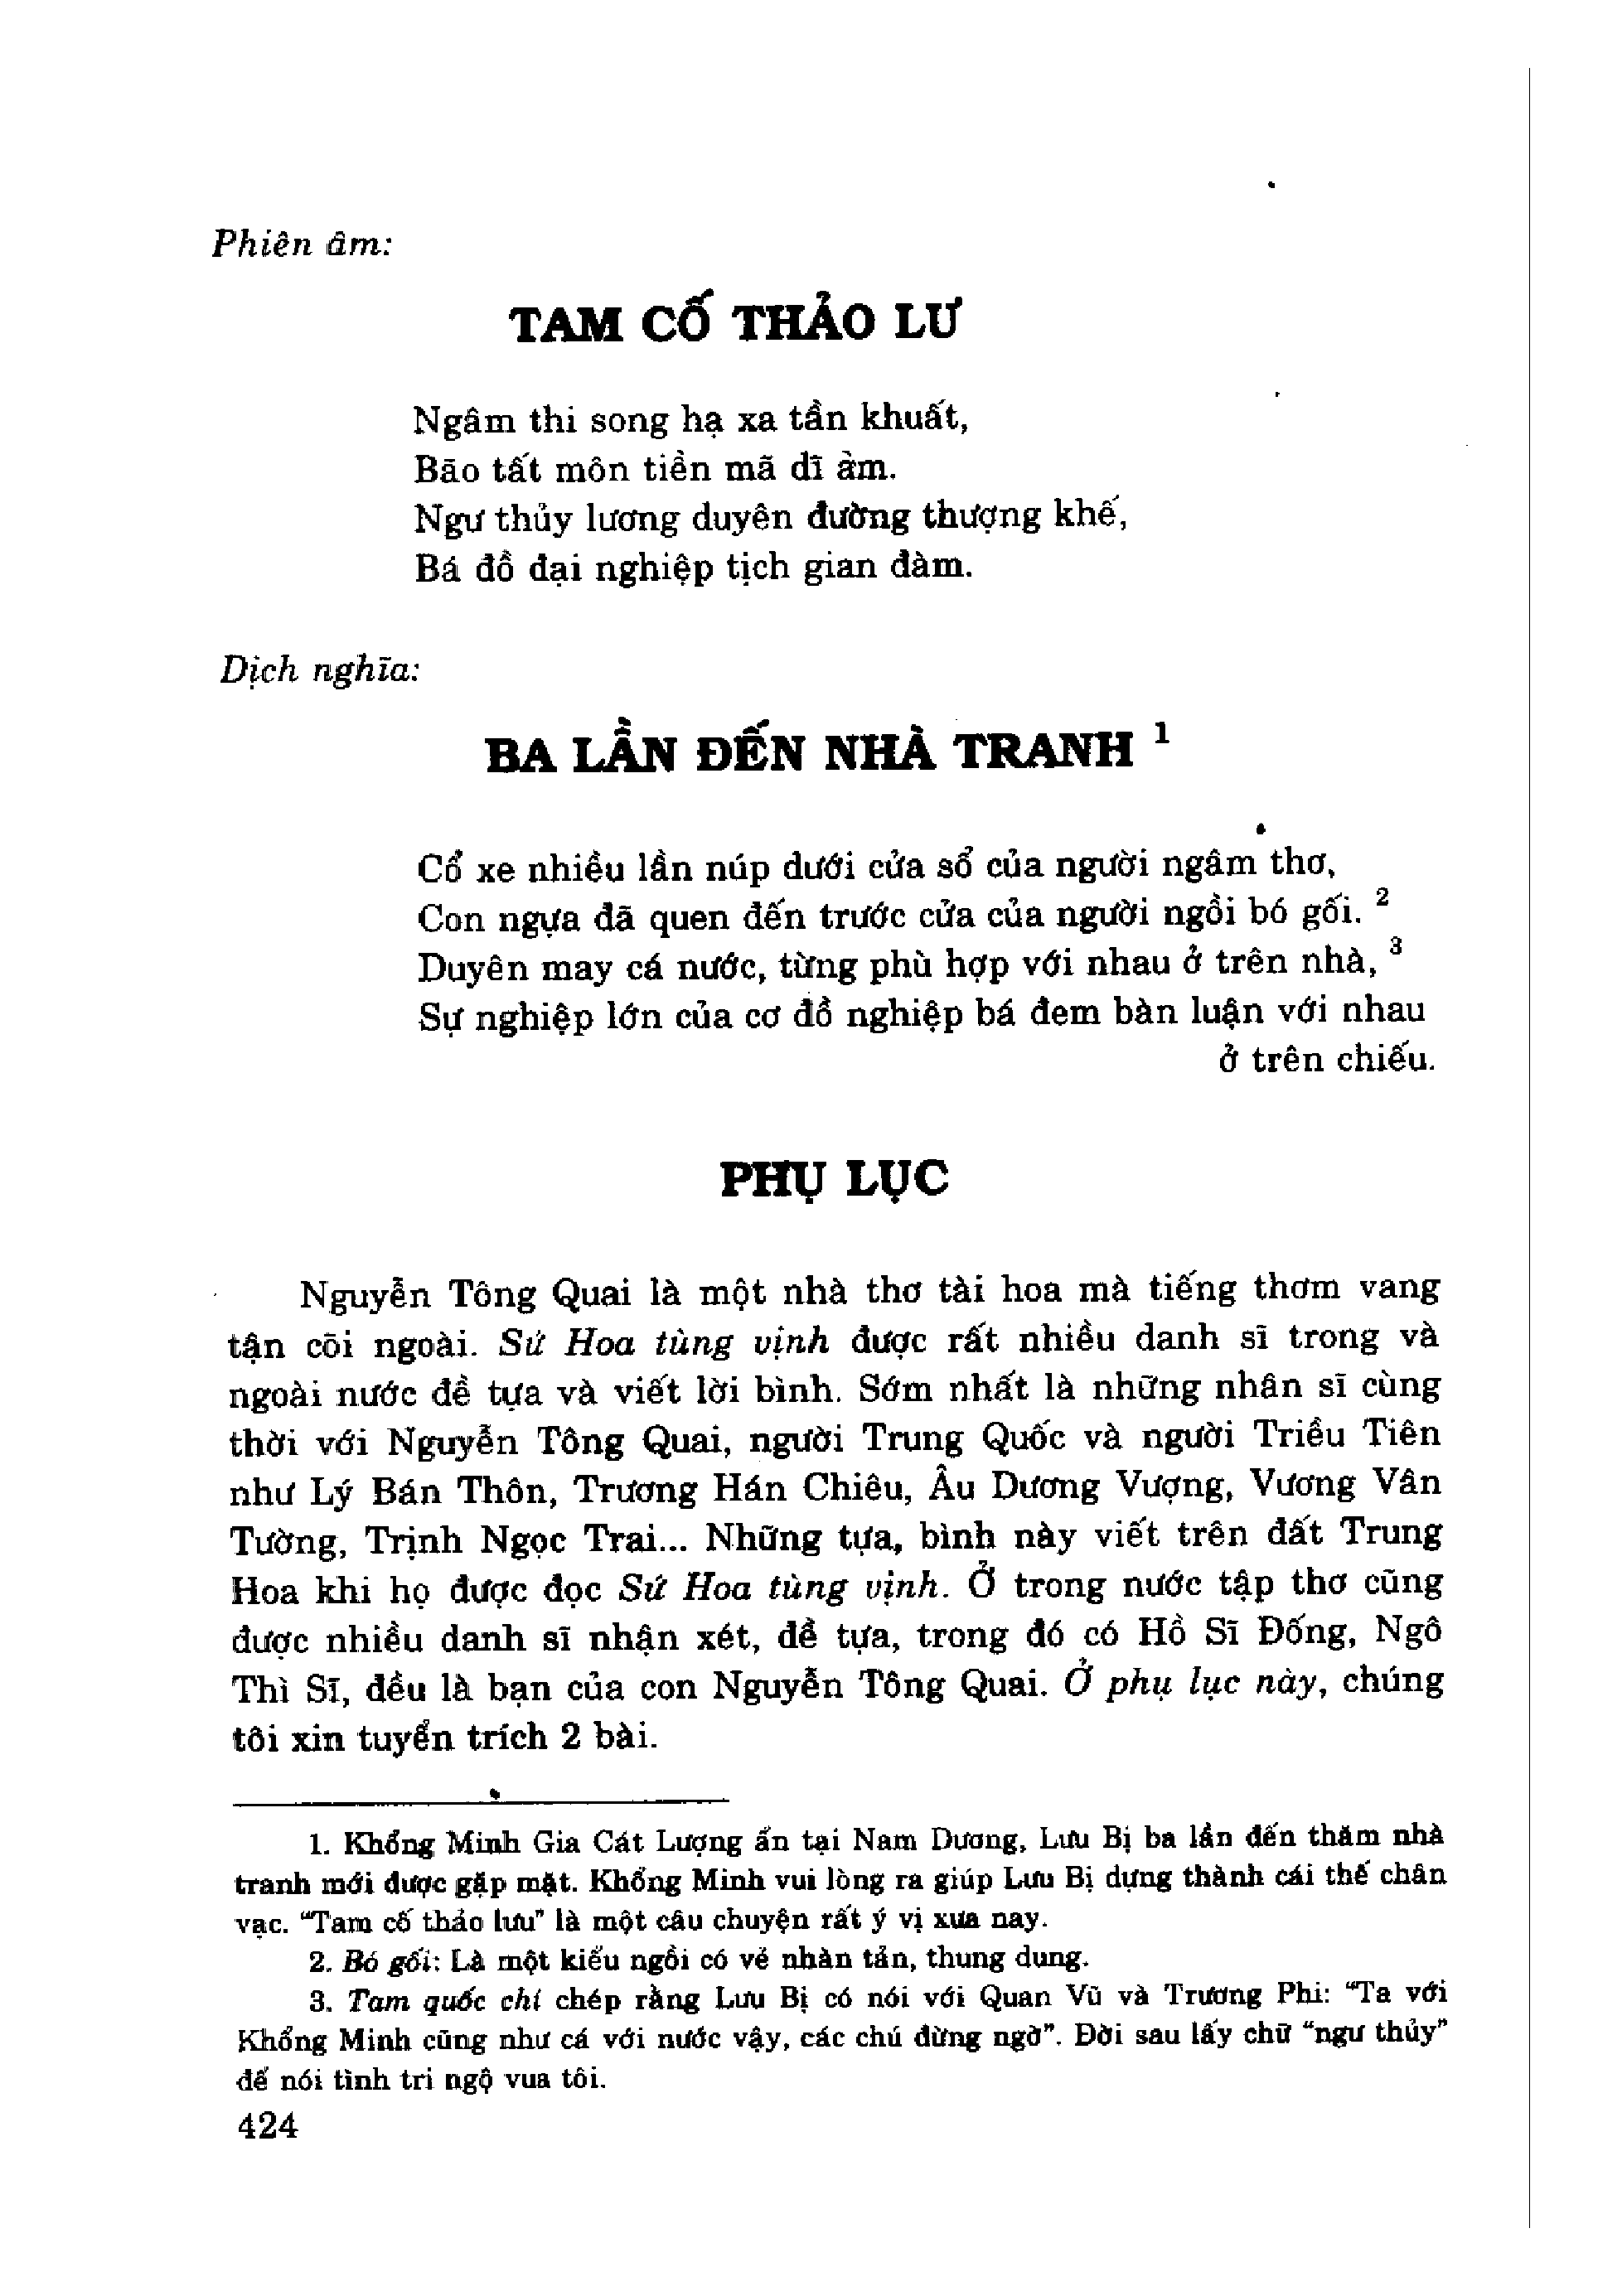 Phiên âm:
TAM CỐ THẢO LƯ
Ngâm thi song hạ xa tần khuất,
Bão tất môn tiền mã dĩ àm.
Ngư thủy lương duyên đường thượng khế,
Bá đồ đại nghiệp tịch gian đàm.
Dịch nghĩa:
BA LẦN ĐẾN NHÀ TRANH 1
Cổ xe nhiều lần núp dưới cửa sổ của người ngâm thơ,
Con ngựa đã quen đến trước cửa của người ngồi bó gối. 2
Duyên may cá nước, từng phù hợp với nhau ở trên nhà, 3
Sự nghiệp lớn của cơ đồ nghiệp bá đem bàn luận với nhau
ở trên chiếu.
PHỤ LỤC
Nguyễn Tông Quai là một nhà thơ tài hoa mà tiếng thơm vang
tận cõi ngoài. Sứ Hoa tùng vịnh được rất nhiều danh sĩ trong và
ngoài nước đề tựa và viết lời bình. Sớm nhất là những nhân sĩ cùng
thời với Nguyễn Tông Quai, người Trung Quốc và người Triều Tiên
như Lý Bán Thôn, Trương Hán Chiêu, Âu Dương Vượng, Vương Vân
Tường, Trịnh Ngọc Trai... Những tựa, bình này viết trên đất Trung
Hoa khi họ được đọc Sứ Hoa tùng vịnh. Ở trong nước tập thơ cũng
được nhiều danh sĩ nhận xét, đề tựa, trong đó có Hồ Sĩ Đống, Ngô
Thì Sĩ, đều là bạn của con Nguyễn Tông Quai. Ở phụ lục này, chúng
tôi xin tuyển trích 2 bài.
1. Khổng Minh Gia Cát Lượng ẩn tại Nam Dương, Lưu Bị ba lần đến thăm nhà
tranh mới được gặp mặt. Khổng Minh vui lòng ra giúp Lưu Bị dựng thành cái thế chân
vạc. "Tam cố thảo lưu" là một câu chuyện rất ý vị xưa nay.
2. Bó gối: Là một kiểu ngồi có vẻ nhàn tản, thung dung.
3. Tam quốc chí chép rằng Lưu Bị có nói với Quan Vũ và Trương Phi: "Ta với
Khổng Minh cũng như cá với nước vậy, các chú đừng ngờ". Đời sau lấy chữ "ngư thủy"
để nói tình tri ngộ vua tôi.
424